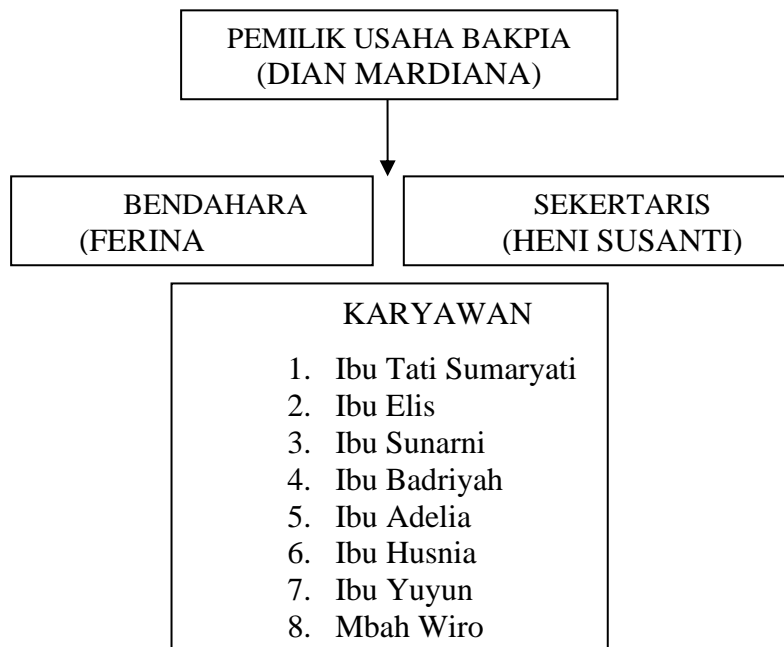 PEMILIK USAHA BAKPIA
(DIAN MARDIANA)
BENDAHARA
(FERINA
SEKERTARIS
(HENI SUSANTI)
KARYAWAN
1. Ibu Tati Sumaryati
2. Ibu Elis
3. Ibu Sunarni
4. Ibu Badriyah
5. Ibu Adelia
6. Ibu Husnia
7. Ibu Yuyun
8. Mbah Wiro